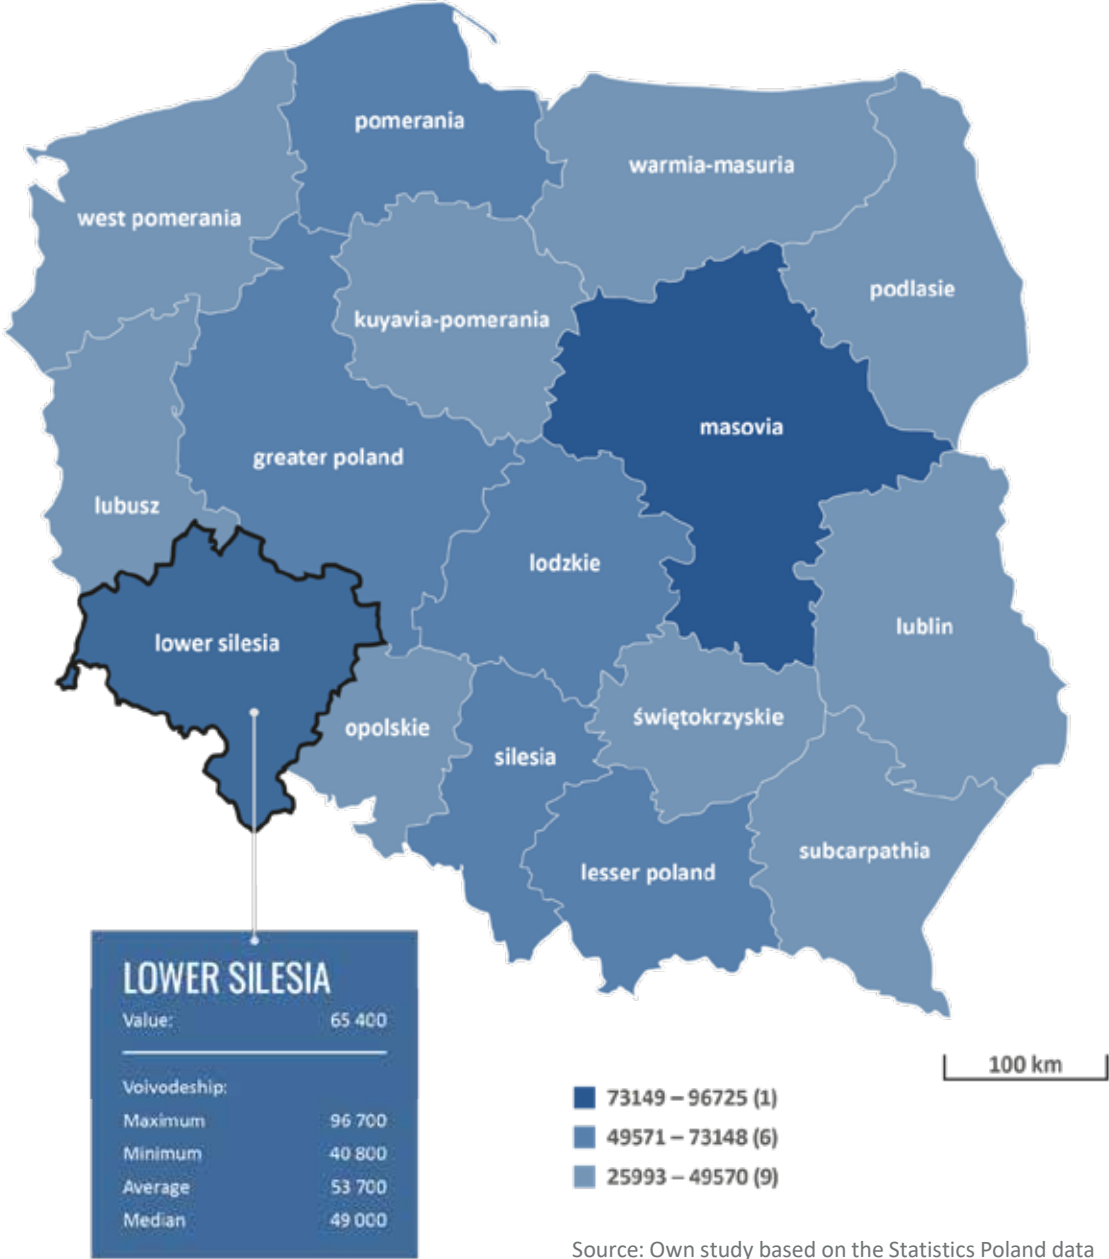 pomerania
warmia-masuria
west pomerania
podlasie
kuyavia-pomerania
masovia
greater poland
lubusz
lodzkie
lublin
lower silesia
świętokrzyskie
opolskie
silesia
subcarpathia
lesser poland
LOWER SILESIA
Value: 65 400
Voivodeship:
Maximum 96 700
Minimum 40 800
Average 53 700
Median 49 000
100 km
73149 – 96725 (1)
49571 – 73148 (6)
25993 – 49570 (9)
Source: Own study based on the Statistics Poland data